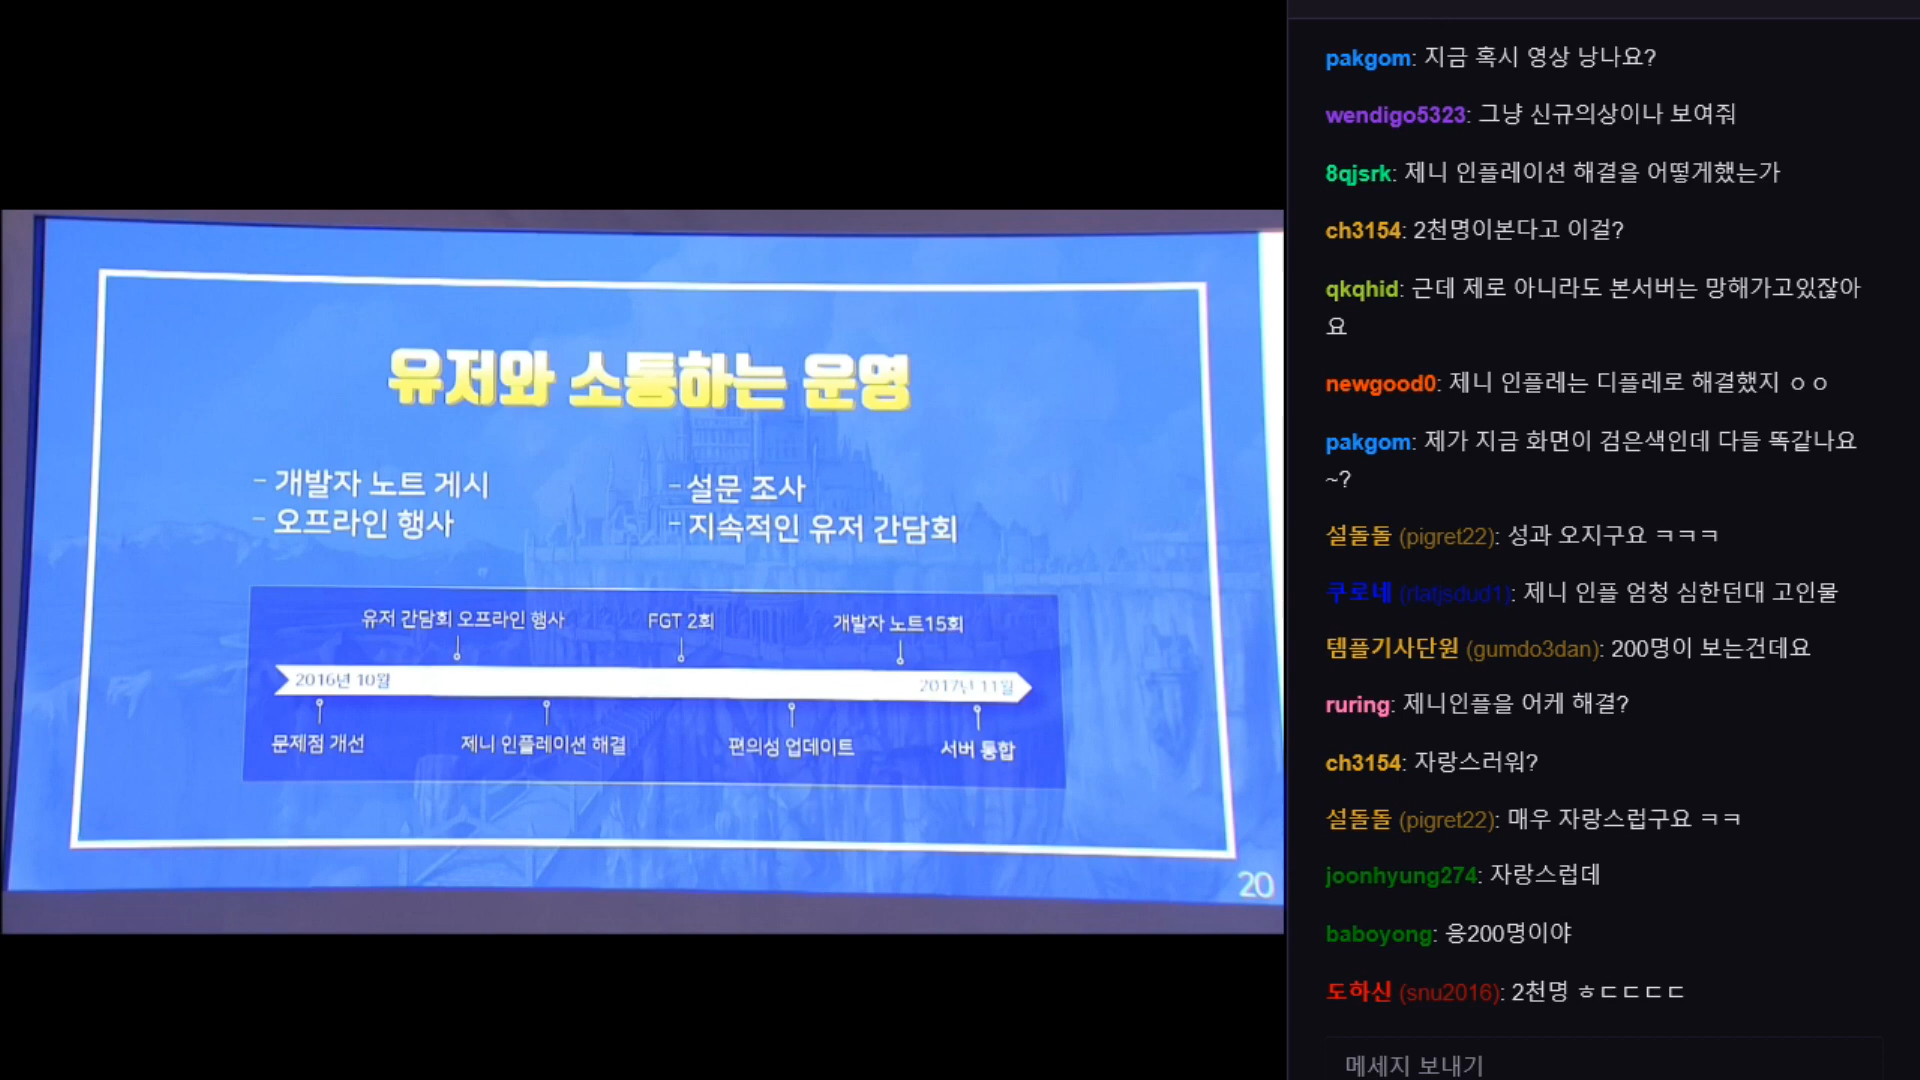 유저와 소통하는 운영
- 개발자 노트 게시
- 오프라인 행사
- 설문 조사
- 지속적인 유저 간담회
유저 간담회 오프라인 행사
FGT 2회
개발자 노트15회
2016년 10월
2017년 11월
문제점 개선
제니 인플레이션 해결
편의성 업데이트
서버 통합
20
pakgom: 지금 혹시 영상 낭나요?
wendigo5323: 그냥 신규의상이나 보여줘
8qjsrk: 제니 인플레이션 해결을 어떻게했는가
ch3154: 2천명이본다고 이걸?
qkqhid: 근데 제로 아니라도 본서버는 망해가고있잖아
요
newgood0: 제니 인플레는 디플레로 해결했지 ㅇㅇ
pakgom: 제가 지금 화면이 검은색인데 다들 똑같나요
~?
설돌돌 (pigret22): 성과 오지구요 ㅋㅋㅋ
쿠로네 (rlatjsdud1): 제니 인플 엄청 심한던대 고인물
템플기사단원 (gumdo3dan): 200명이 보는건데요
ruring: 제니인플을 어케 해결?
ch3154: 자랑스러워?
설돌돌 (pigret22): 매우 자랑스럽구요 ㅋㅋ
joonhyung274: 자랑스럽데
baboyong: 응200명이야
도하신 (snu2016): 2천명 ㅎㄷㄷㄷㄷ
메세지 보내기